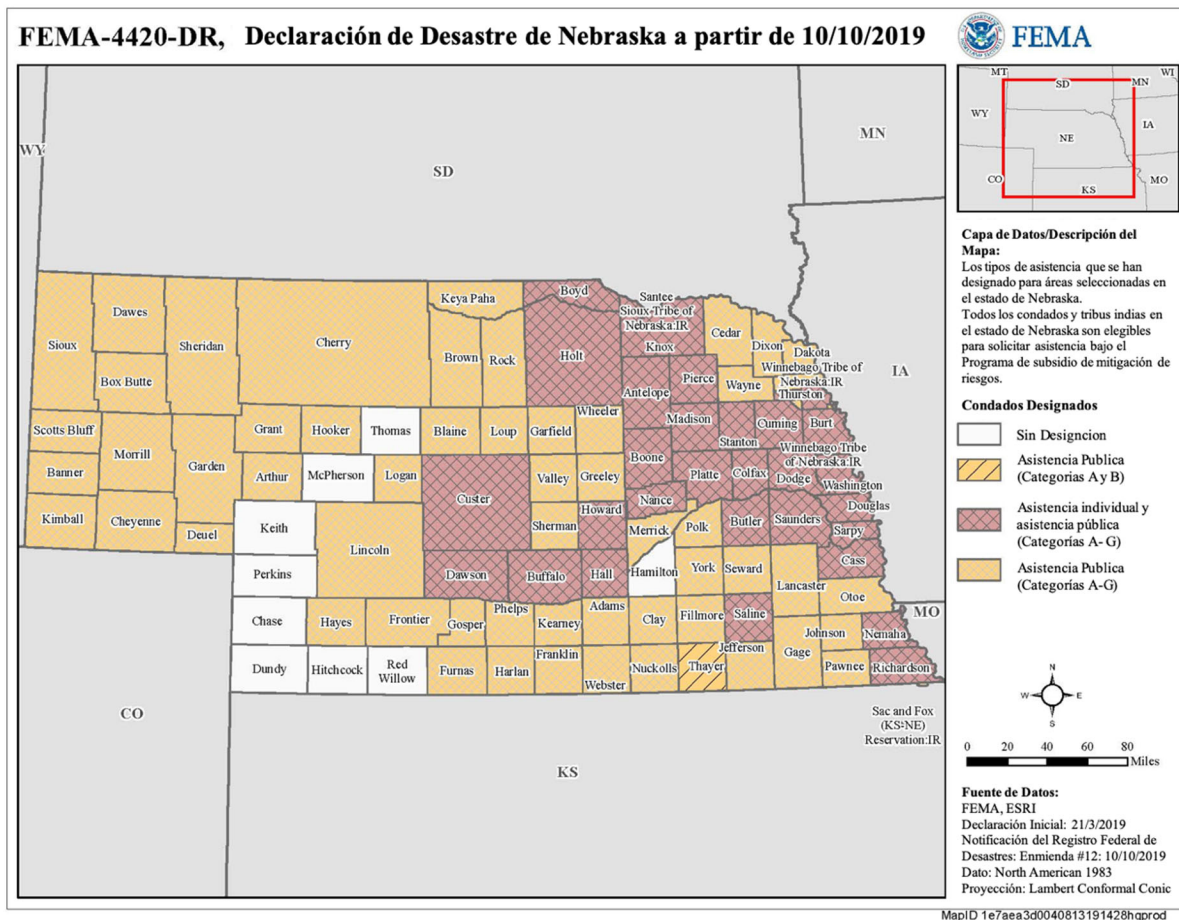 FEMA-4420-DR, Declaración de Desastre de Nebraska a partir de 10/10/2019
FEMA
WY
SD
MN
IA
MO
CO
KS
Sioux
Dawes
Box Butte
Sheridan
Cherry
Keya Paha
Brown
Rock
Boyd
Holt
Santee
Sioux Tribe of
Nebraska:IR
Knox
Cedar
Dixon
Dakota
Winnebago Tribe of
Nebraska:IR
Thurston
Antelope
Pierce
Wayne
Scotts Bluff
Banner
Kimball
Morrill
Cheyenne
Garden
Deuel
Grant
Hooker
Thomas
Blaine
Loup
Garfield
Wheeler
Madison
Stanton
Cuming
Burt
Winnebago Tribe
of Nebraska:IR
Arthur
McPherson
Logan
Custer
Valley
Greeley
Boone
Platte
Colfax
Dodge
Washington
Nance
Howard
Sherman
Merrick
Polk
Butler
Saunders
Douglas
Sarpy
Cass
Keith
Perkins
Lincoln
Dawson
Buffalo
Hall
Hamilton
York
Seward
Lancaster
Otoe
Chase
Hayes
Frontier
Gosper
Phelps
Kearney
Adams
Clay
Fillmore
Saline
Johnson
Nemaha
Dundy
Hitchcock
Red
Willow
Furnas
Harlan
Franklin
Webster
Nuckolls
Thayer
Jefferson
Gage
Pawnee
Richardson
Sac and Fox
(KS-NE)
Reservation:IR
MT
SD
MN
WI
WY
NE
IA
CO
KS
MO
Capa de Datos/Descripción del
Mapa:
Los tipos de asistencia que se han
designado para áreas seleccionadas en
el estado de Nebraska.
Todos los condados y tribus indias en
el estado de Nebraska son elegibles
para solicitar asistencia bajo el
Programa de subsidio de mitigación de
riesgos.
Condados Designados
Sin Designcion
Asistencia Publica
(Categorías A y B)
Asistencia individual y
asistencia pública
(Categorías A- G)
Asistencia Publica
(Categorías A-G)
N
W
E
S
0 20 40 60 80
Miles
Fuente de Datos:
FEMA, ESRI
Declaración Inicial: 21/3/2019
Notificación del Registro Federal de
Desastres: Enmienda #12: 10/10/2019
Dato: North American 1983
Proyección: Lambert Conformal Conic
MapID 1e7aea3d0040813191428hqprod